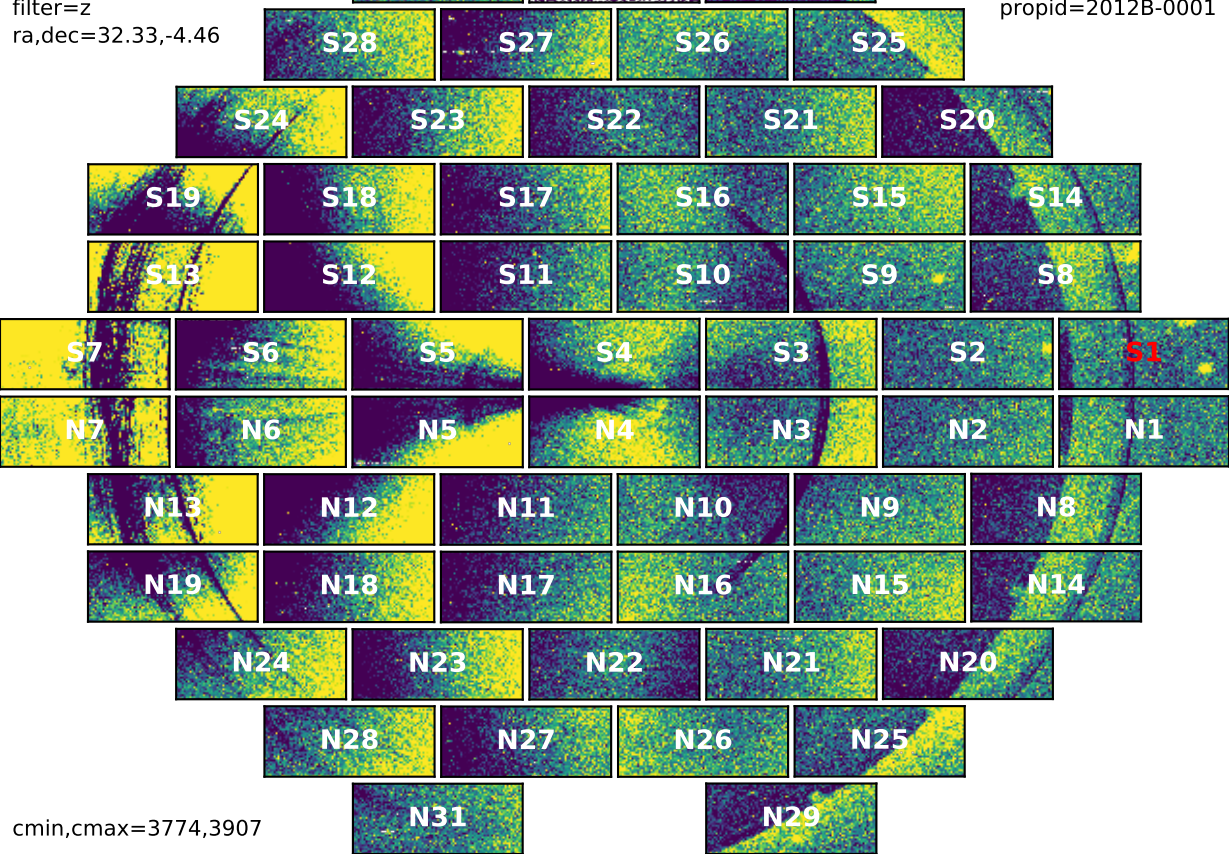 filter=z
propid=2012B-0001
ra,dec=32.33,-4.46
S28 S27 S26 S25
S24 S23 S22 S21 S20
S19 S18 S17 S16 S15 S14
S13 S12 S11 S10 S9 S8
S7 S6 S5 S4 S3 S2 S1
N7 N6 N5 N4 N3 N2 N1
N13 N12 N11 N10 N9 N8
N19 N18 N17 N16 N15 N14
N24 N23 N22 N21 N20
N28 N27 N26 N25
N31 N29
cmin,cmax=3774,3907